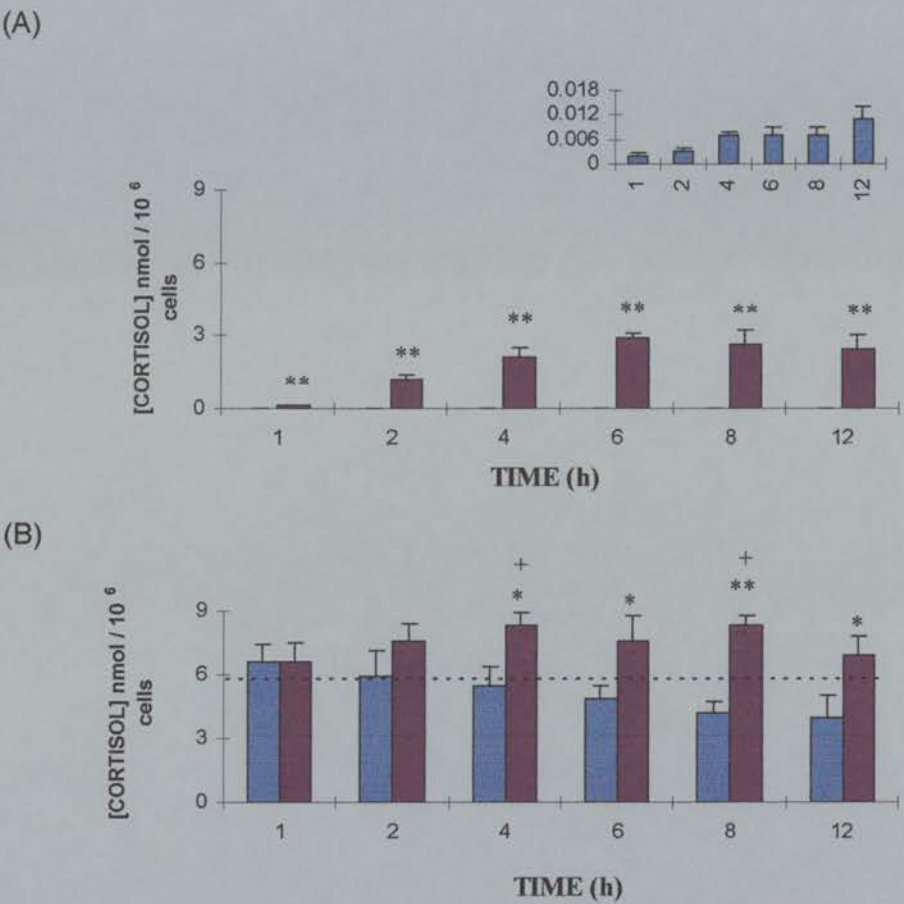 (A)
0.018
0.012
0.006
0
1 2 4 6 8 12
[CORTISOL] nmol / 10 6
cells
9
6
3
0
** ** ** ** ** **
1 2 4 6 8 12
TIME (h)
(B)
[CORTISOL] nmol / 10 6
cells
9
6
3
0
+ +
* * ** *
1 2 4 6 8 12
TIME (h)